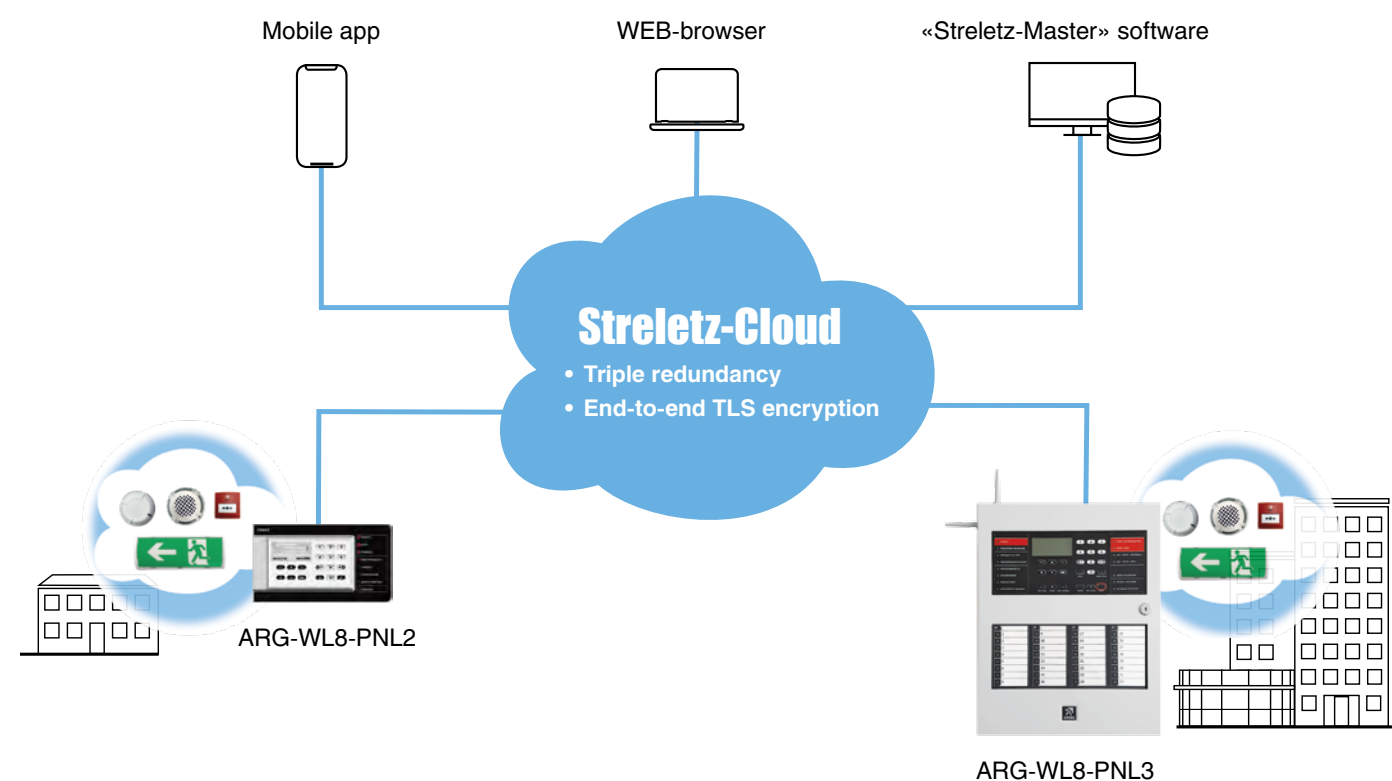 Mobile app
WEB-browser
«Streletz-Master» software
Streletz-Cloud
• Triple redundancy
• End-to-end TLS encryption
ARG-WL8-PNL2
ARG-WL8-PNL3